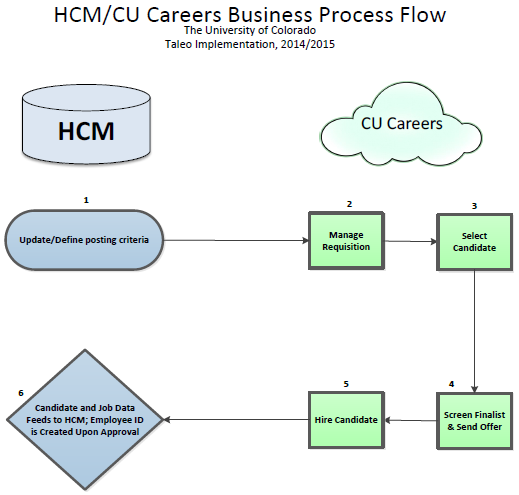 HCM/CU Careers Business Process Flow
The University of Colorado
Taleo Implementation, 2014/2015
HCM
CU Careers
1
Update/Define posting criteria
2
Manage
Requisition
3
Select
Candidate
4
Screen Finalist
& Send Offer
5
Hire Candidate
6
Candidate and Job Data
Feeds to HCM; Employee ID
is Created Upon Approval